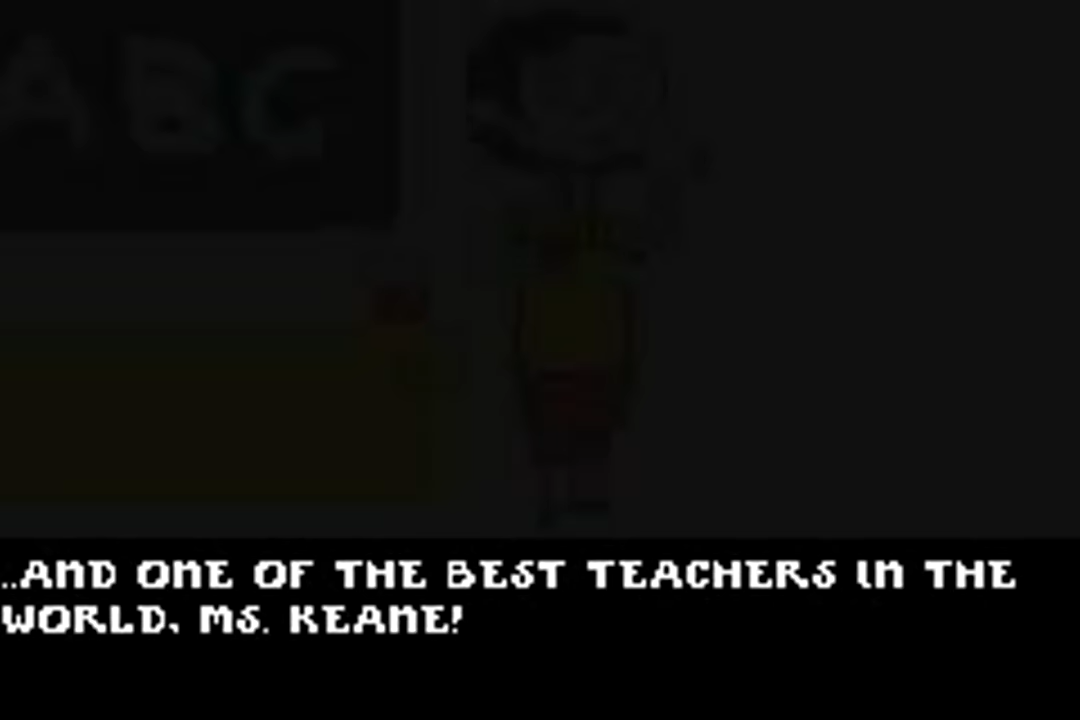 ABC
..AND ONE OF THE BEST TEACHERS IN THE
WORLD, MS. KEANE!